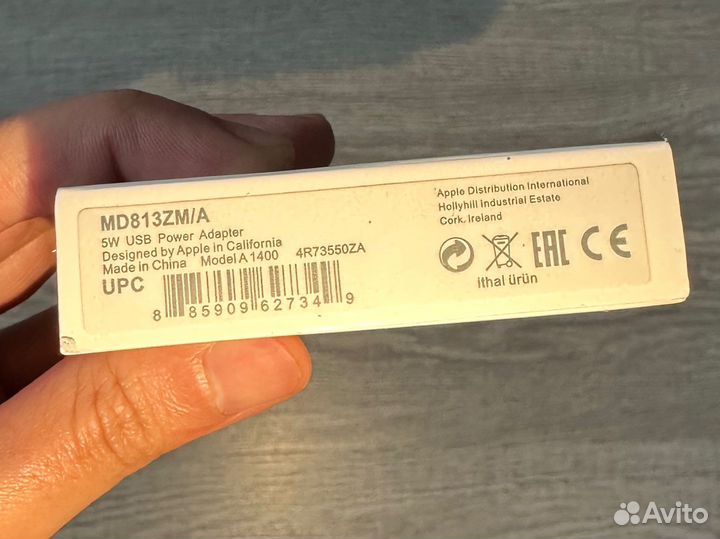 MD813ZM/A
5W USB Power Adapter
Designed by Apple in California
Made in China Model A 1400 4R73550ZA
UPC
8 85909 62734 9
Apple Distribution International
Hollyhill Industrial Estate
Cork. Ireland
EAC CE
ithal ürün
Avito